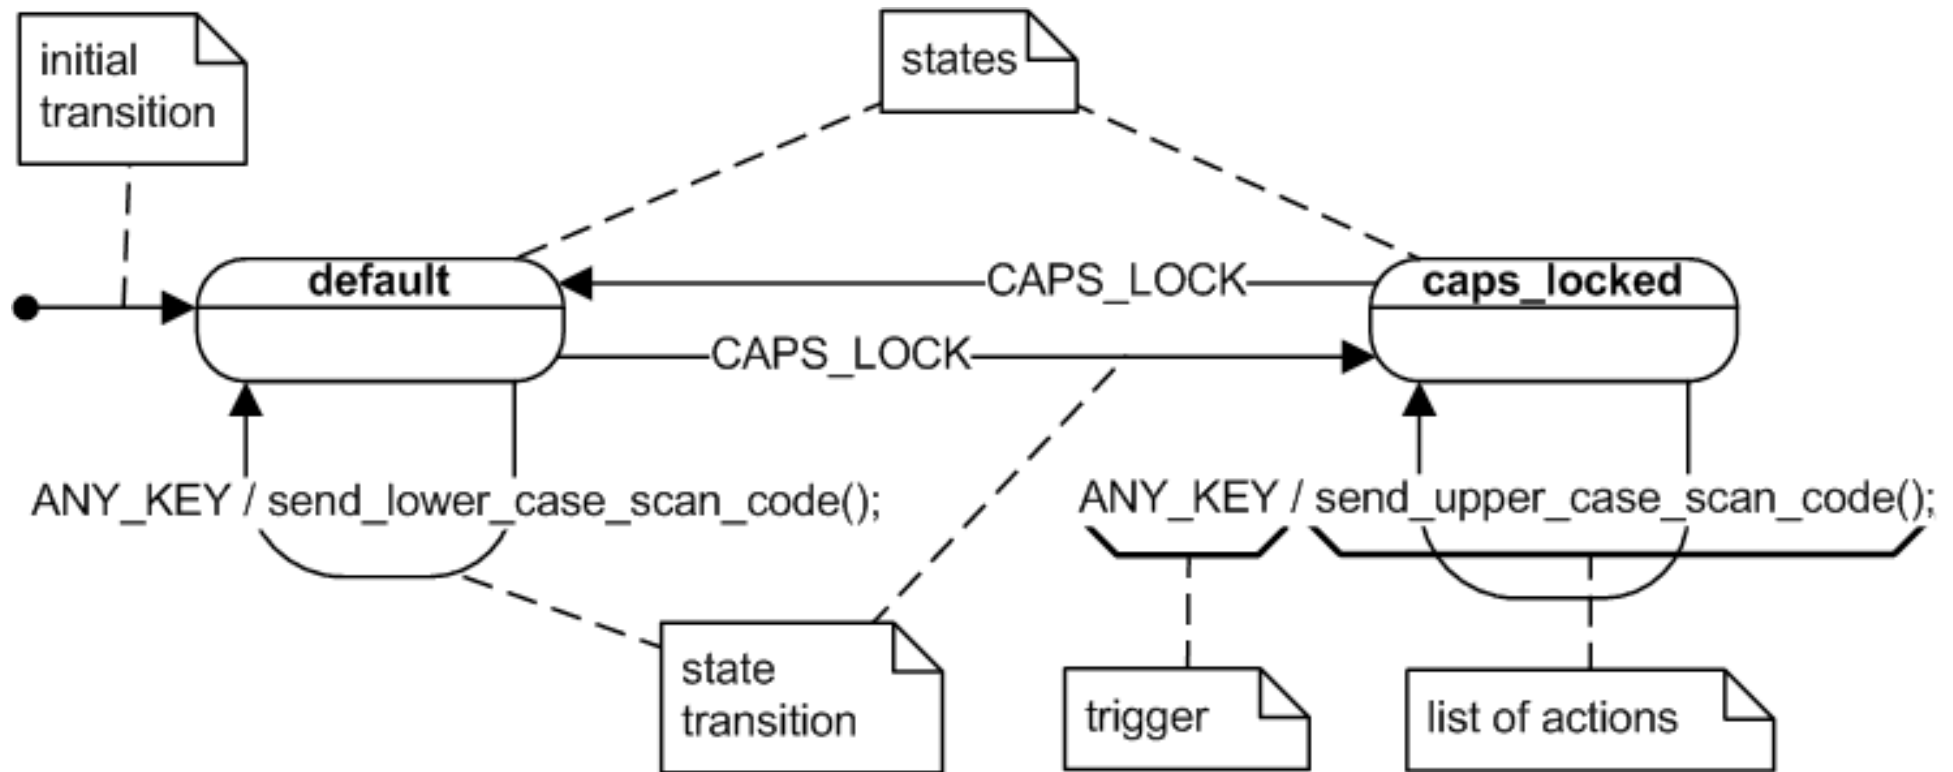 initial
transition
states
default
CAPS_LOCK
caps_locked
CAPS_LOCK
ANY_KEY / send_lower_case_scan_code();
ANY_KEY / send_upper_case_scan_code();
state
transition
trigger
list of actions